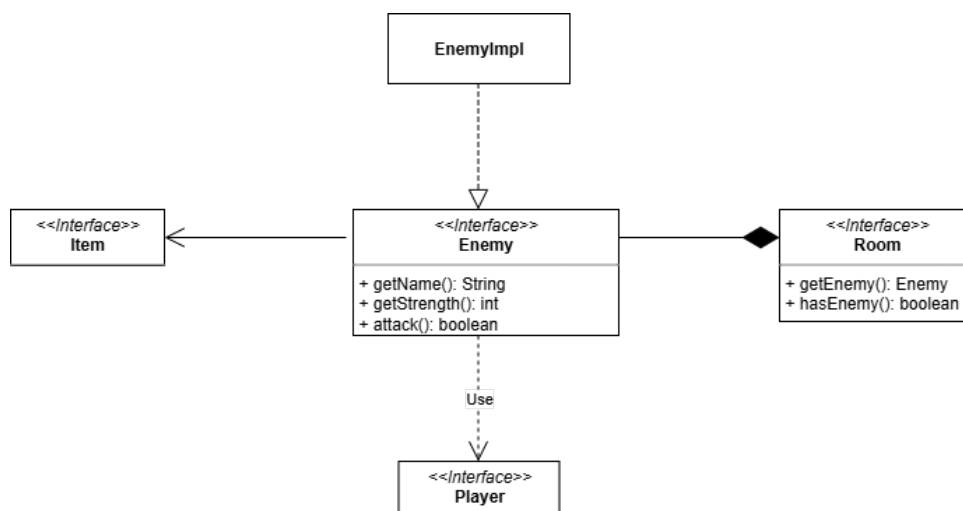 EnemyImpl
<<Interface>>
Item
<<Interface>>
Enemy
+ getName(): String
+ getStrength(): int
+ attack(): boolean
<<Interface>>
Room
+ getEnemy(): Enemy
+ hasEnemy(): boolean
Use
<<Interface>>
Player